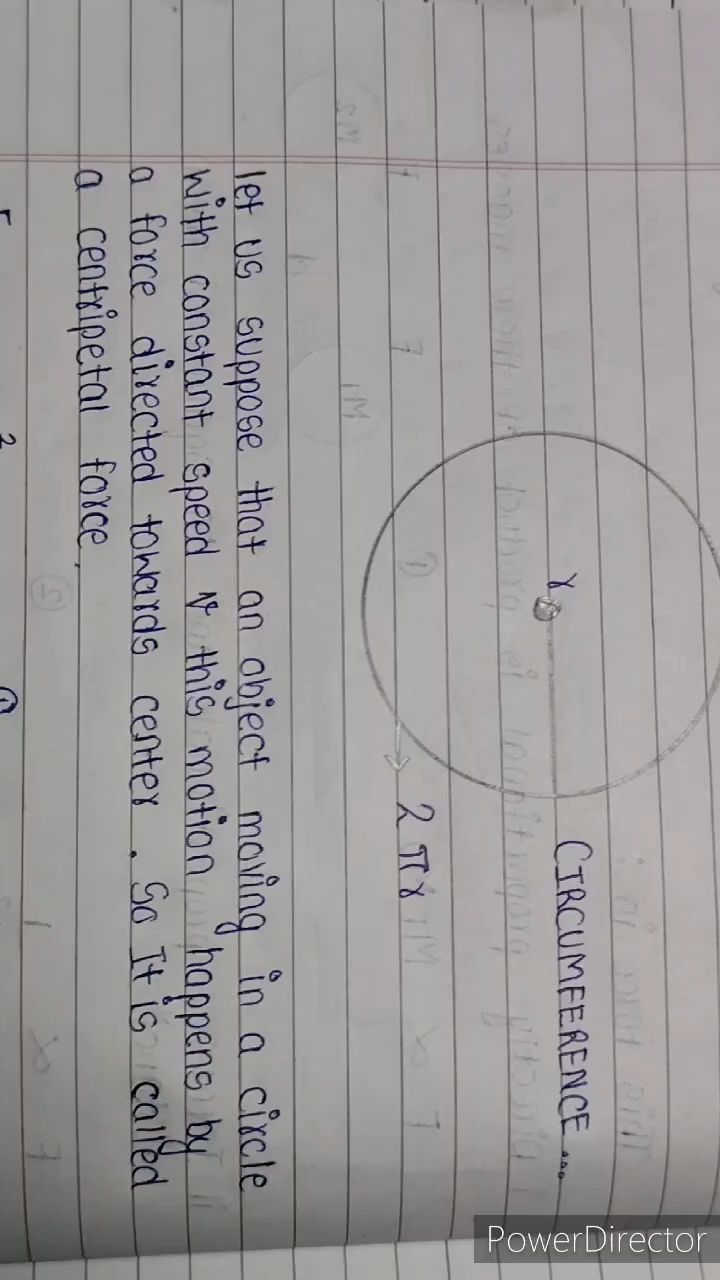 CIRCUMFERENCE...
r
2πr
let us suppose that an object moving in a circle
with constant speed v this motion happens by
a force directed towards center. So It is called
a centripetal force.
PowerDirector